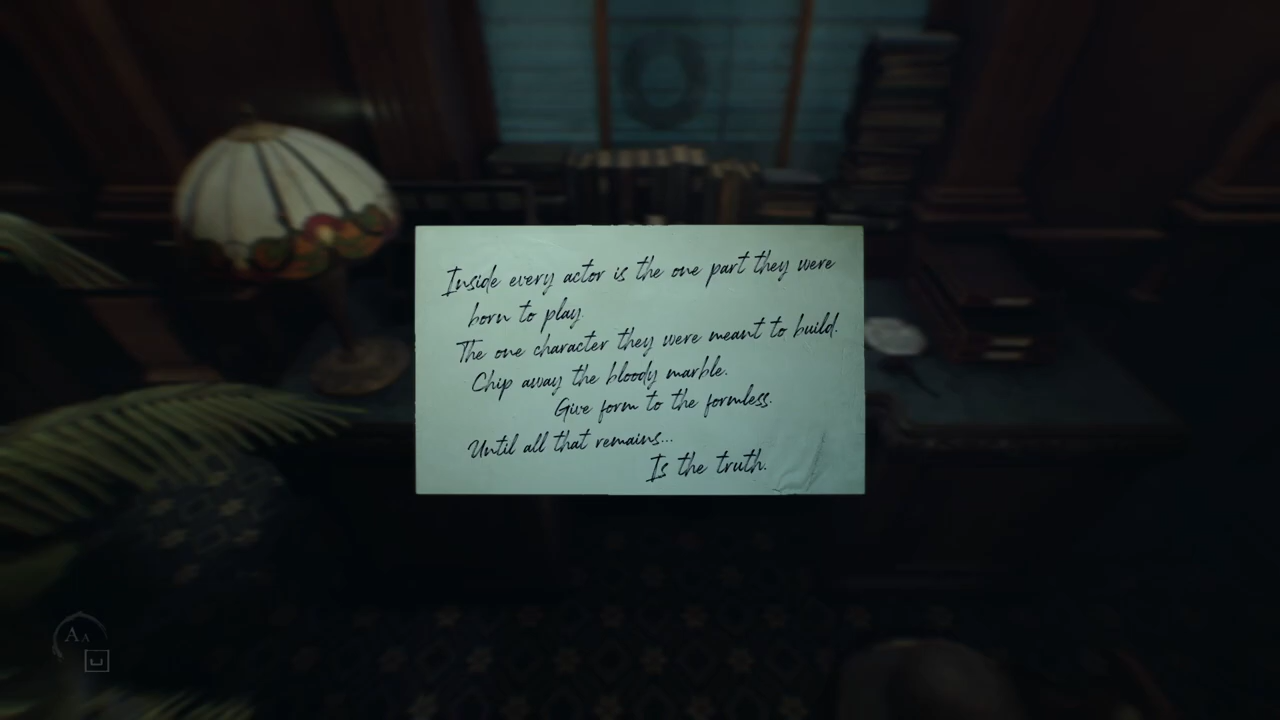 Inside every actor is the one part they were
born to play.
The one character they were meant to build.
Chip away the bloody marble.
Give form to the formless.
Until all that remains...
Is the truth.
AA